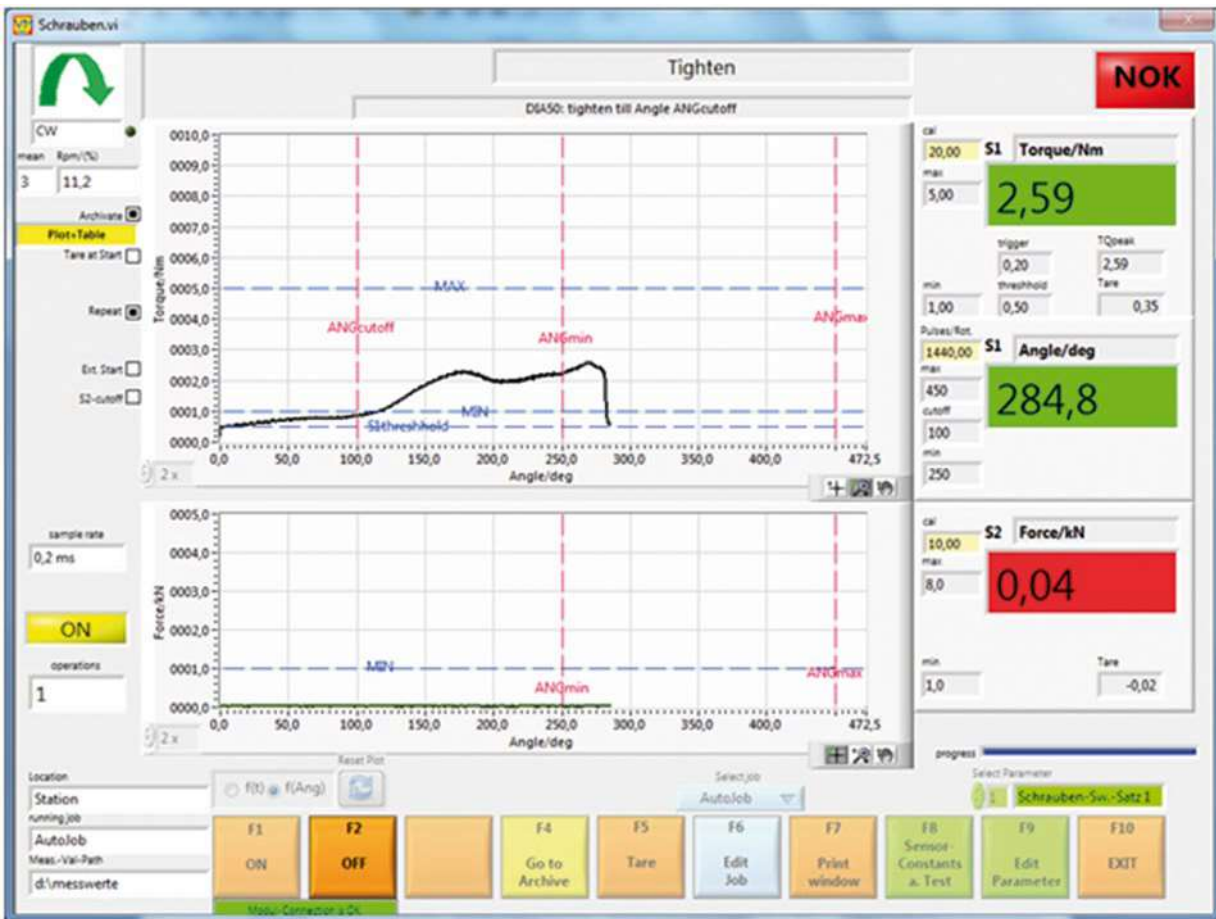 Schrauben.vi
Tighten
NOK
DIA50: tighten till Angle ANGcutoff
CW
mean Rpm/(%)
3 11,2
Archivate
Plot+Table
Tare at Start
Repeat
Ext. Start
S2-cutoff
sample rate
0,2 ms
ON
operations
1
Torque/Nm
0010,0
0009,0
0008,0
0007,0
0006,0
0005,0
0004,0
0003,0
0002,0
0001,0
0000,0
MAX
ANGcutoff
ANGmin
ANGmax
MIN
S1threshhold
0,0 50,0 100,0 150,0 200,0 250,0 300,0 350,0 400,0 472,5
Angle/deg
2 x
Force/kN
0005,0
0004,0
0003,0
0002,0
0001,0
0000,0
MIN
ANGmin
ANGmax
0,0 50,0 100,0 150,0 200,0 250,0 300,0 350,0 400,0 472,5
Angle/deg
2 x
cal
20,00 S1 Torque/Nm
max
5,00
2,59
trigger TQpeak
0,20 2,59
min threshhold Tare
1,00 0,50 0,35
Pulses/Rot.
1440,00 S1 Angle/deg
max
450
284,8
cutoff
100
min
250
cal
10,00 S2 Force/kN
max
8,0
0,04
min Tare
1,0 -0,02
progress
Location
Station
running job
AutoJob
Meas.-Val-Path
d:\messwerte
Reset Plot
f(t) f(Ang)
Select job
AutoJob
Select Parameter
1 Schrauben-Sw.-Satz 1
F1
ON
F2
OFF
F4
Go to
Archive
F5
Tare
F6
Edit
Job
F7
Print
window
F8
Sensor-
Constants
a. Test
F9
Edit
Parameter
F10
EXIT